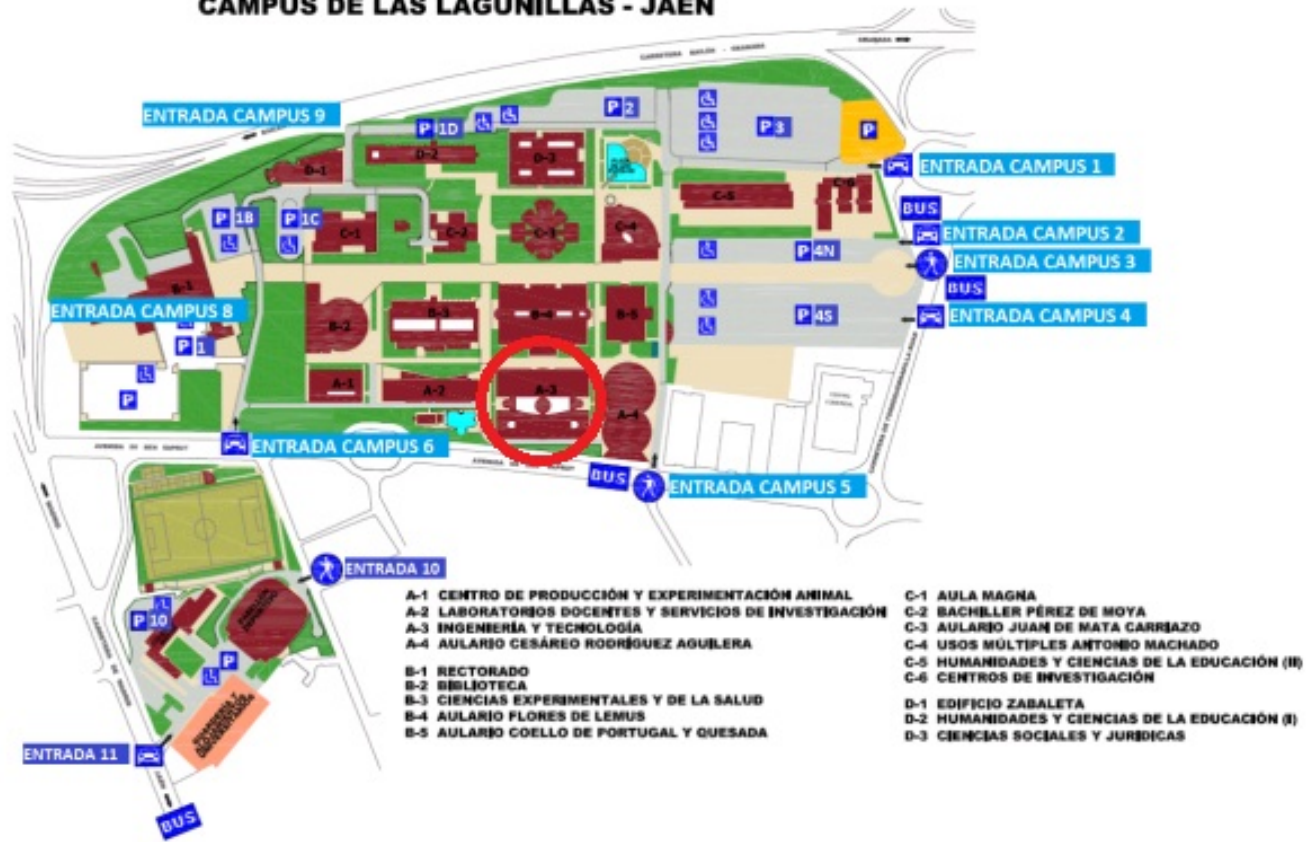 CAMPUS DE LAS LAGUNILLAS - JAÉN
CARRETERA BAILÉN - GRANADA
ENTRADA CAMPUS 9
P 1D
P 2
P 3
P
D-1
D-2
D-3
ENTRADA CAMPUS 1
C-5
C-6
BUS
P 1B
P 1C
C-1
C-2
C-3
C-4
P 4N
ENTRADA CAMPUS 2
ENTRADA CAMPUS 3
BUS
B-1
ENTRADA CAMPUS 8
B-2
B-3
B-4
B-5
P 4S
ENTRADA CAMPUS 4
P 1
P
A-1
A-2
A-3
A-4
ENTRADA CAMPUS 6
BUS
ENTRADA CAMPUS 5
ENTRADA 10
P 10
P
ENTRADA 11
BUS
A-1 CENTRO DE PRODUCCIÓN Y EXPERIMENTACIÓN ANIMAL
A-2 LABORATORIOS DOCENTES Y SERVICIOS DE INVESTIGACIÓN
A-3 INGENIERÍA Y TECNOLOGÍA
A-4 AULARIO CESÁREO RODRÍGUEZ AGUILERA
B-1 RECTORADO
B-2 BIBLIOTECA
B-3 CIENCIAS EXPERIMENTALES Y DE LA SALUD
B-4 AULARIO FLORES DE LEMUS
B-5 AULARIO COELLO DE PORTUGAL Y QUESADA
C-1 AULA MAGNA
C-2 BACHILLER PÉREZ DE MOYA
C-3 AULARIO JUAN DE MATA CARRIAZO
C-4 USOS MÚLTIPLES ANTONIO MACHADO
C-5 HUMANIDADES Y CIENCIAS DE LA EDUCACIÓN (II)
C-6 CENTROS DE INVESTIGACIÓN
D-1 EDIFICIO ZABALETA
D-2 HUMANIDADES Y CIENCIAS DE LA EDUCACIÓN (I)
D-3 CIENCIAS SOCIALES Y JURIDICAS